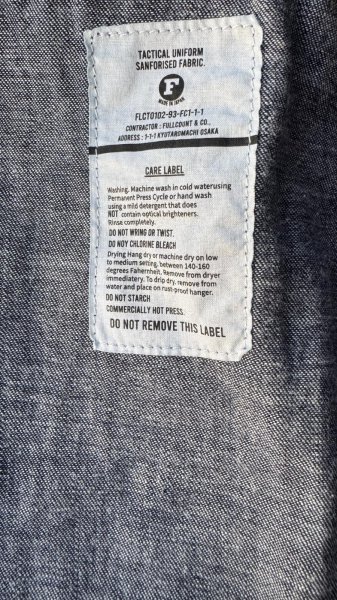 TACTICAL UNIFORM
SANFORISED FABRIC.
F
MADE IN JAPAN
FLCT0102-93-FC1-1-1
CONTRACTOR : FULLCOUNT & CO.,
ADDRESS : 1-1-1 KYUTAROMACHI OSAKA
CARE LABEL
Washing. Machine wash in cold waterusing
Permanent Press Cycle or hand wash
using a mild detergent that does
NOT contain optical brighteners.
Rinse completely.
DO NOT WRING OR TWIST.
DO NOY CHLORINE BLEACH
Drying Hang dry or machine dry on low
to medium setting, between 140-160
degrees Fahernheit. Remove from dryer
immediatery. To drip dry, remove from
water and place on rust-proof hanger.
DO NOT STARCH
COMMERCIALLY HOT PRESS.
DO NOT REMOVE THIS LABEL